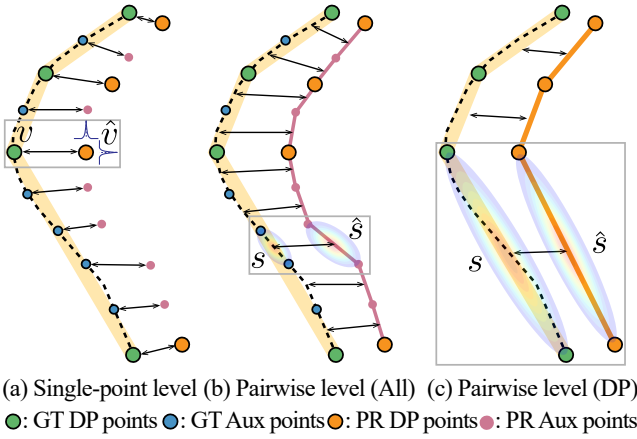 v v̂
s ŝ
s ŝ
(a) Single-point level (b) Pairwise level (All) (c) Pairwise level (DP)
: GT DP points : GT Aux points : PR DP points : PR Aux points